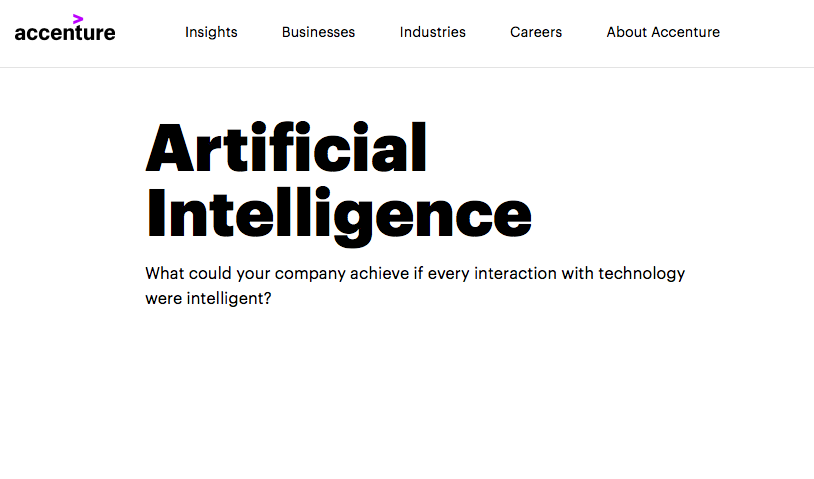 accenture
Insights Businesses Industries Careers About Accenture
Artificial
Intelligence
What could your company achieve if every interaction with technology
were intelligent?